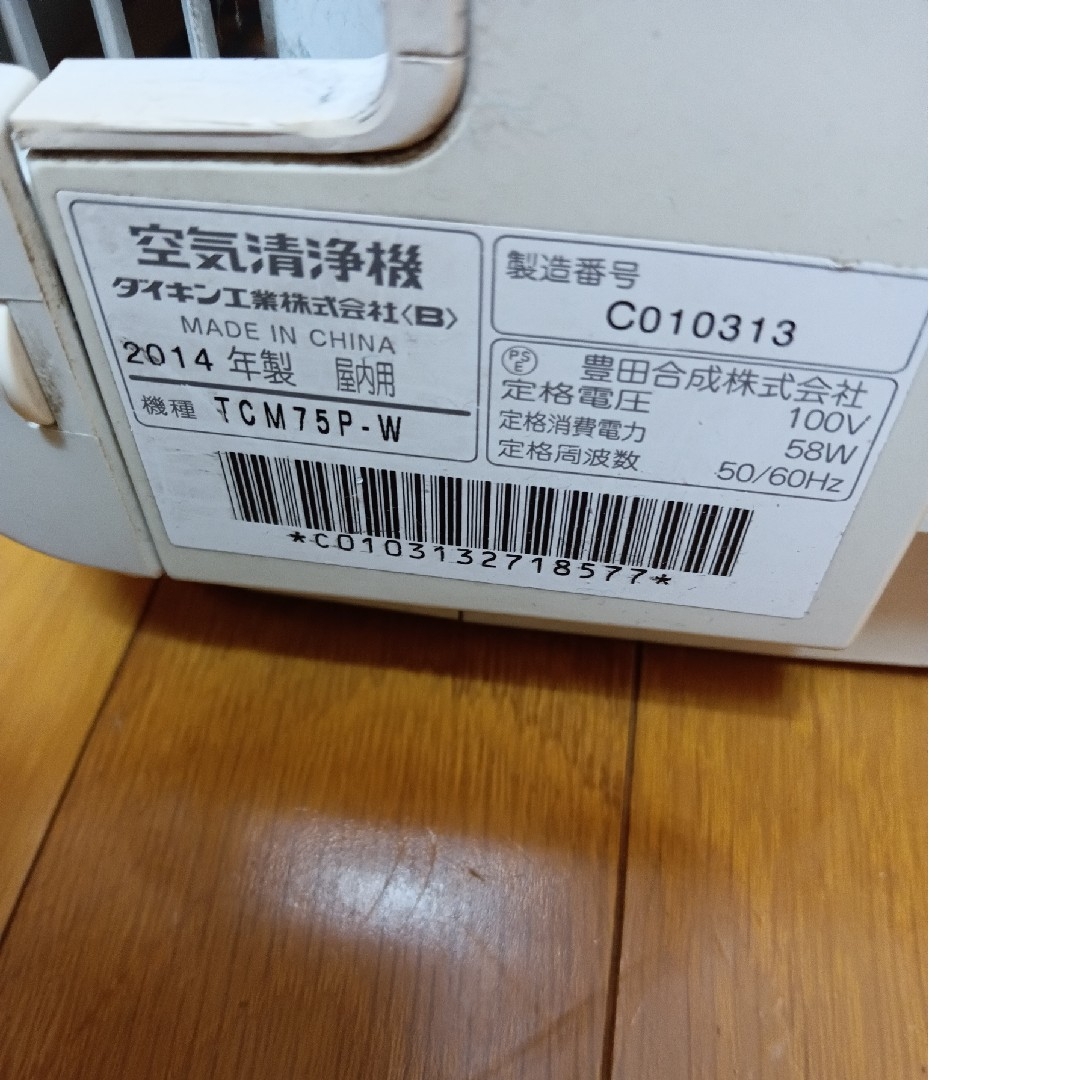 空気清浄機
ダイキン工業株式会社〈B〉
MADE IN CHINA
2014 年製 屋内用
機種 TCM75P-W
製造番号
C010313
PSE 豊田合成株式会社
定格電圧 100V
定格消費電力 58W
定格周波数 50/60Hz
*C0103132718577*